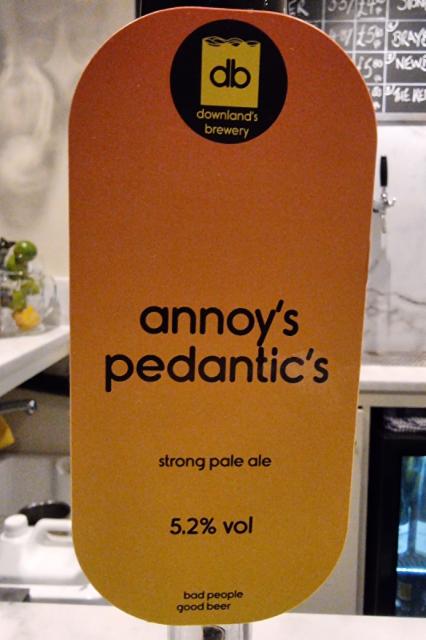 db
downland's
brewery
annoy's
pedantic's
strong pale ale
5.2% vol
bad people
good beer